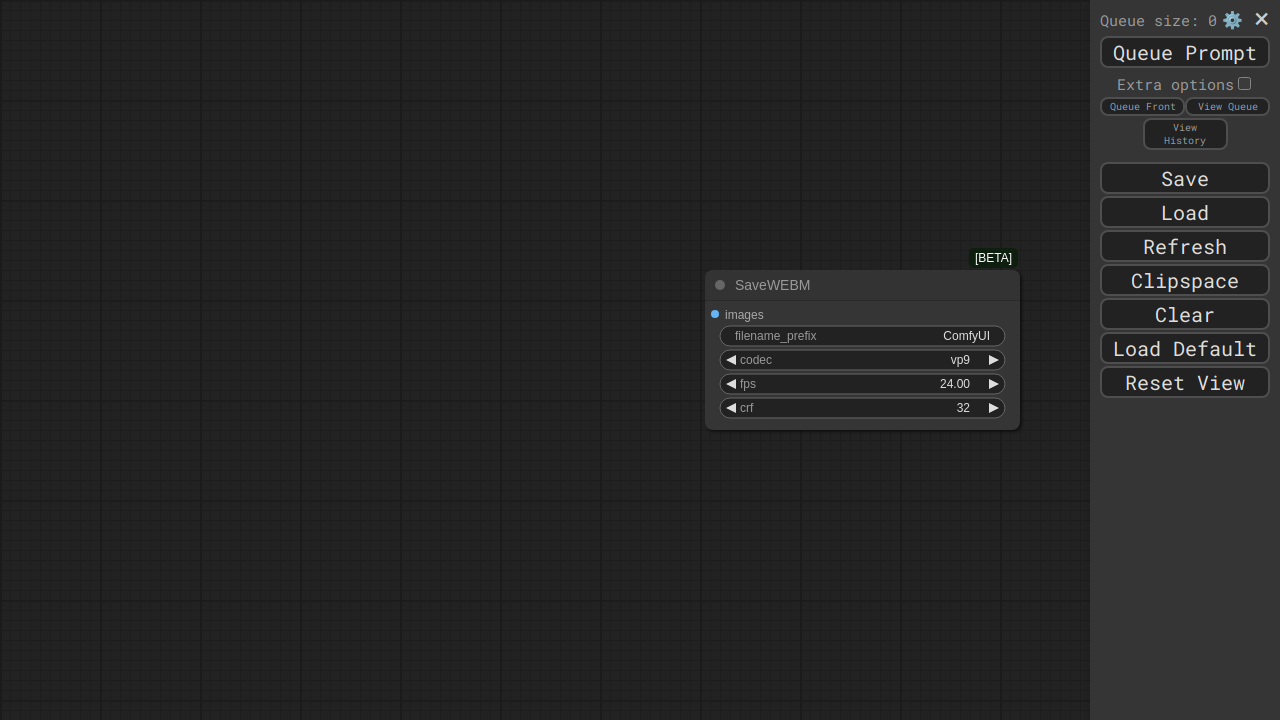 Queue size: 0
Queue Prompt
Extra options
Queue Front
View Queue
View
History
Save
Load
Refresh
Clipspace
Clear
Load Default
Reset View
[BETA]
SaveWEBM
images
filename_prefix ComfyUI
codec vp9
fps 24.00
crf 32